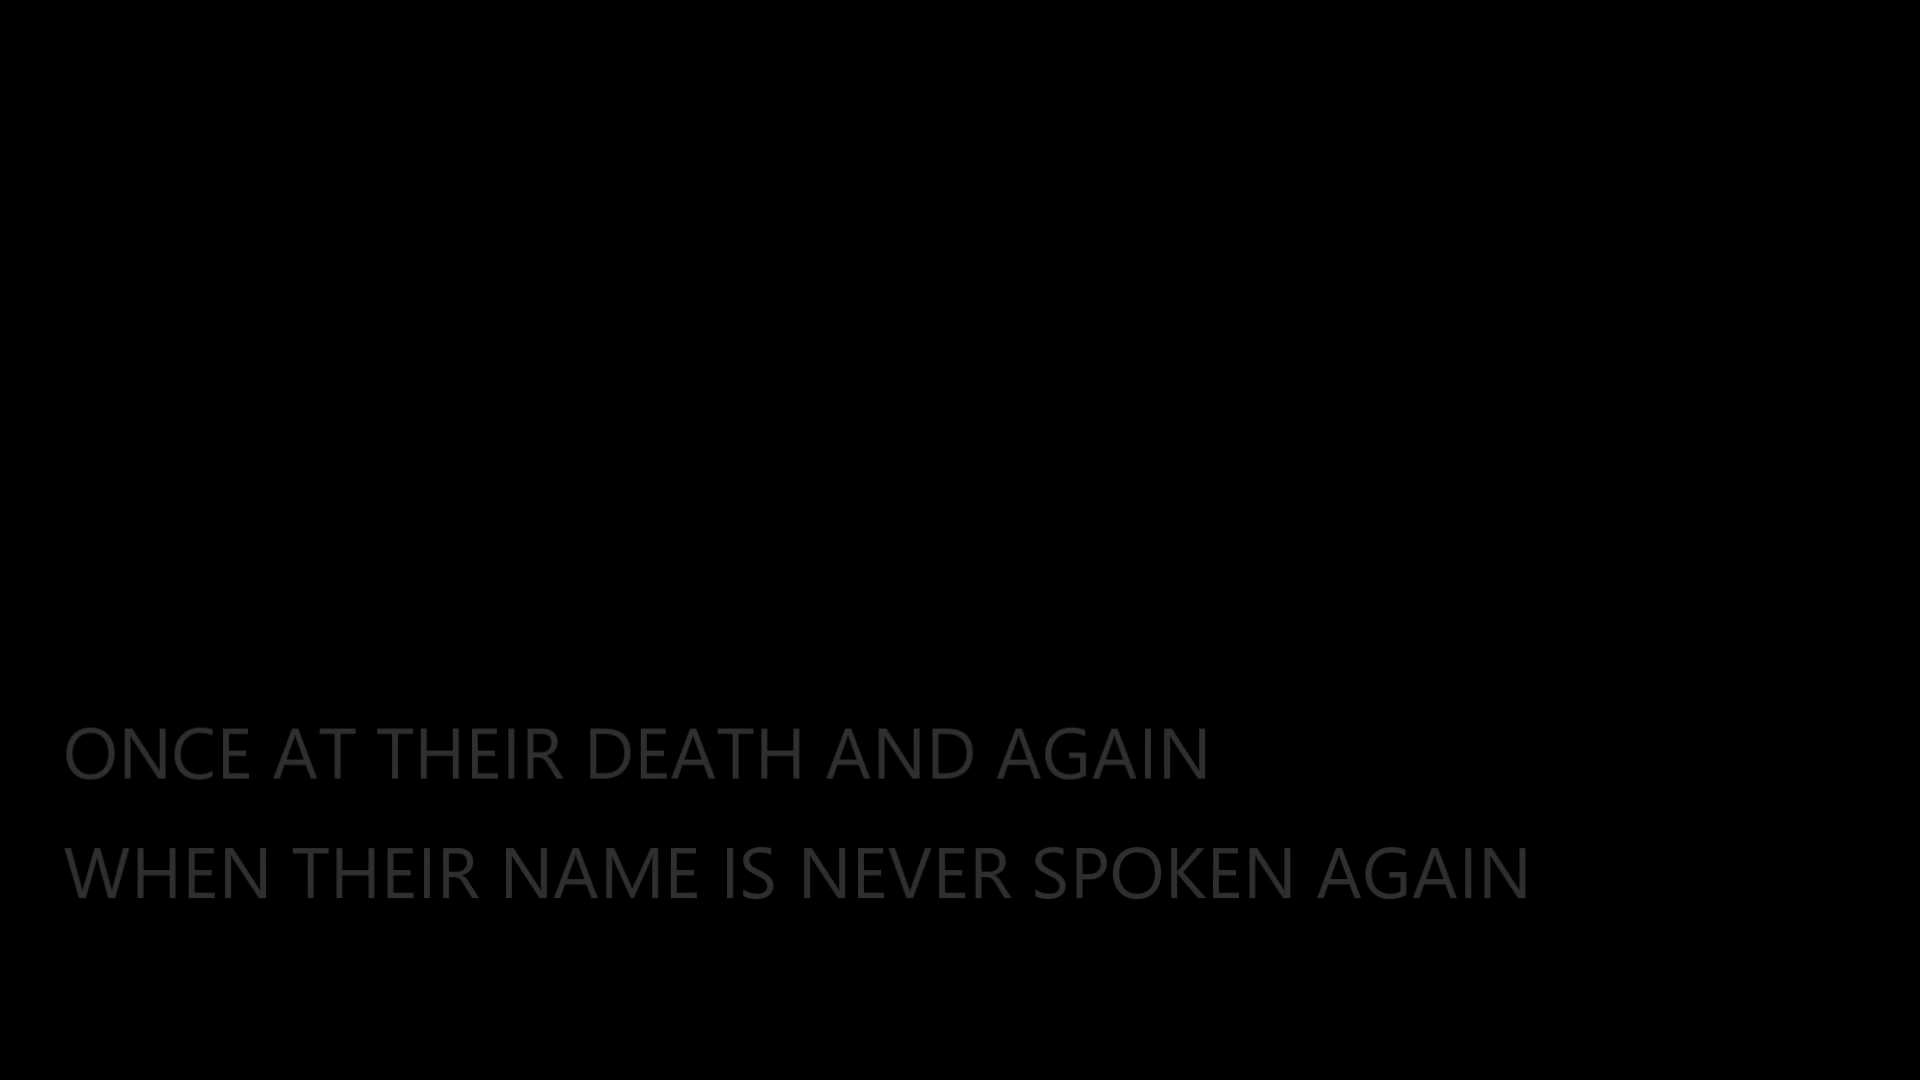 ONCE AT THEIR DEATH AND AGAIN
WHEN THEIR NAME IS NEVER SPOKEN AGAIN